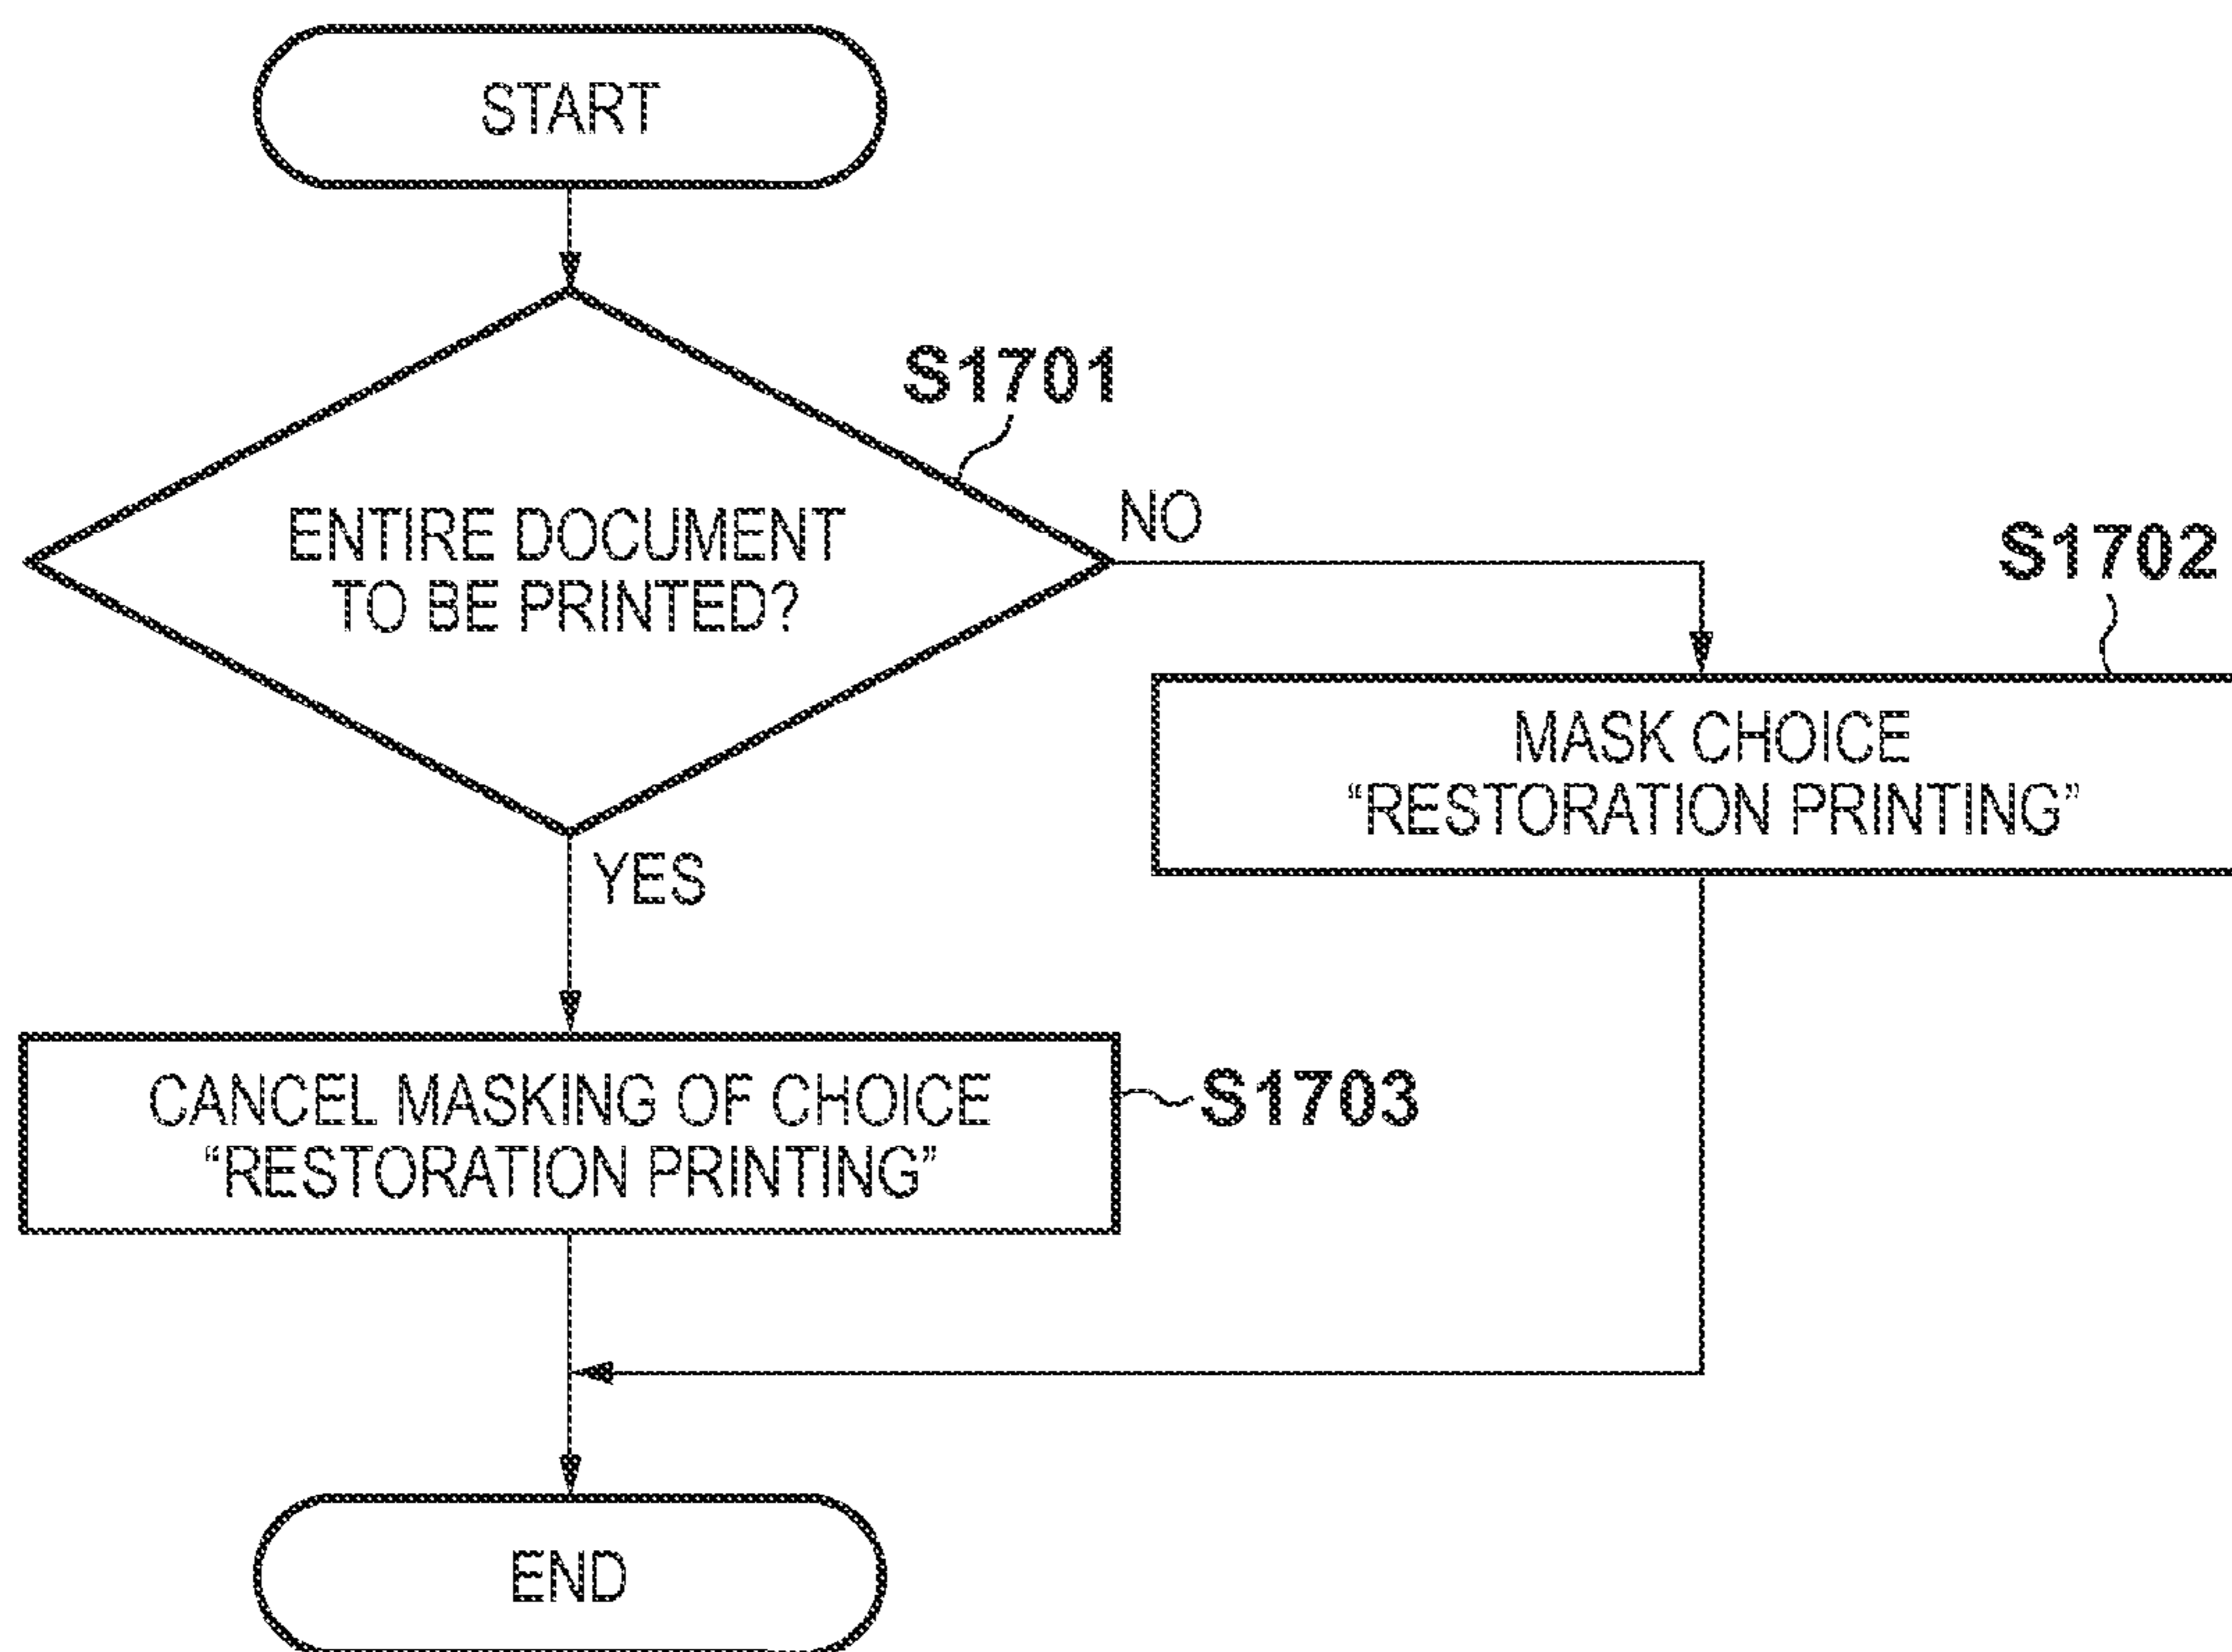 START
S1701
ENTIRE DOCUMENT
TO BE PRINTED?
NO
S1702
MASK CHOICE
“RESTORATION PRINTING”
YES
CANCEL MASKING OF CHOICE
“RESTORATION PRINTING”
S1703
END